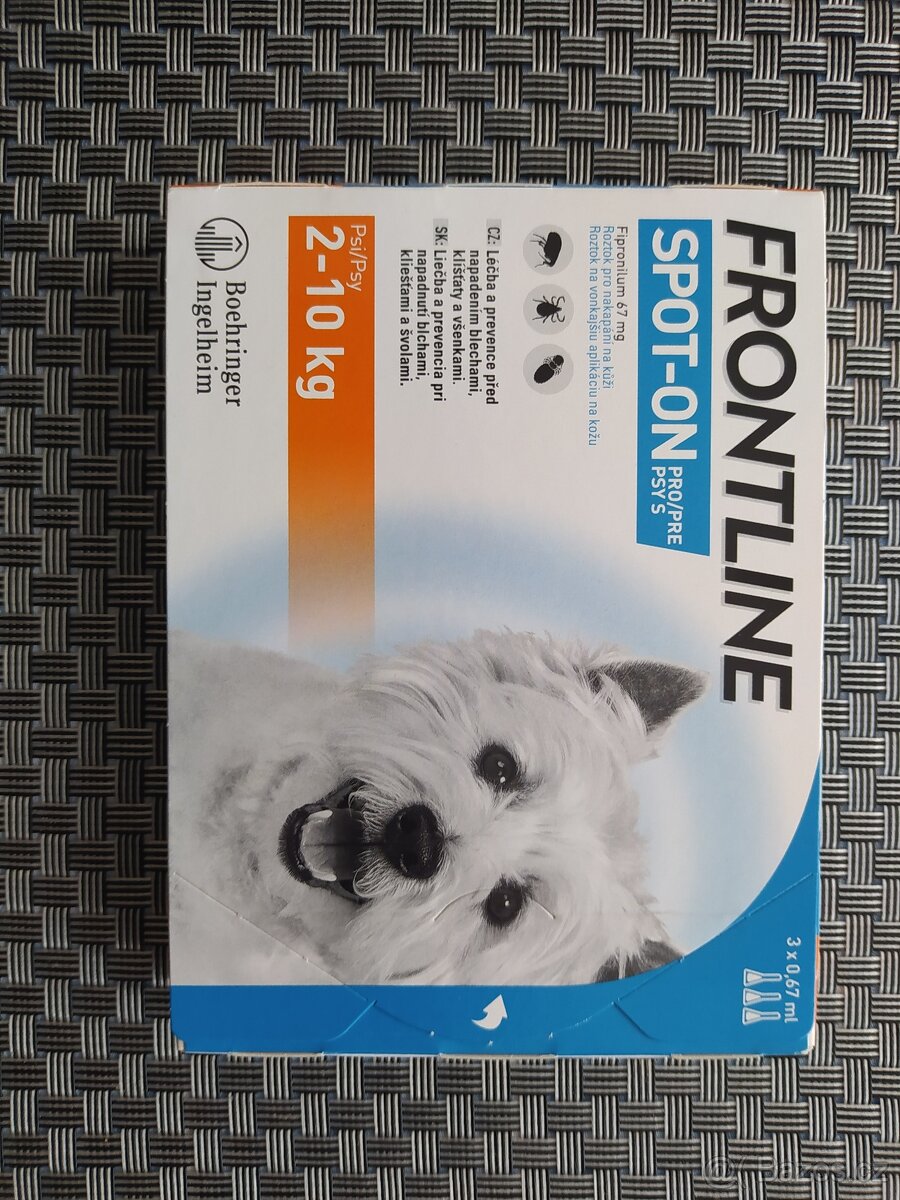 FRONTLINE
SPOT-ON
PRO/PRE
PSY S
Fipronilum 67 mg
Roztok pro nakapání na kůži
Roztok na vonkajšiu aplikáciu na kožu
CZ: Léčba a prevence před
napadením blechami,
klíšťaty a všenkami.
SK: Liečba a prevencia pri
napadnutí blchami,
kliešťami a švolami.
Psi/Psy
2-10 kg
Boehringer
Ingelheim
3 x 0,67 ml
@ Bazos.cz